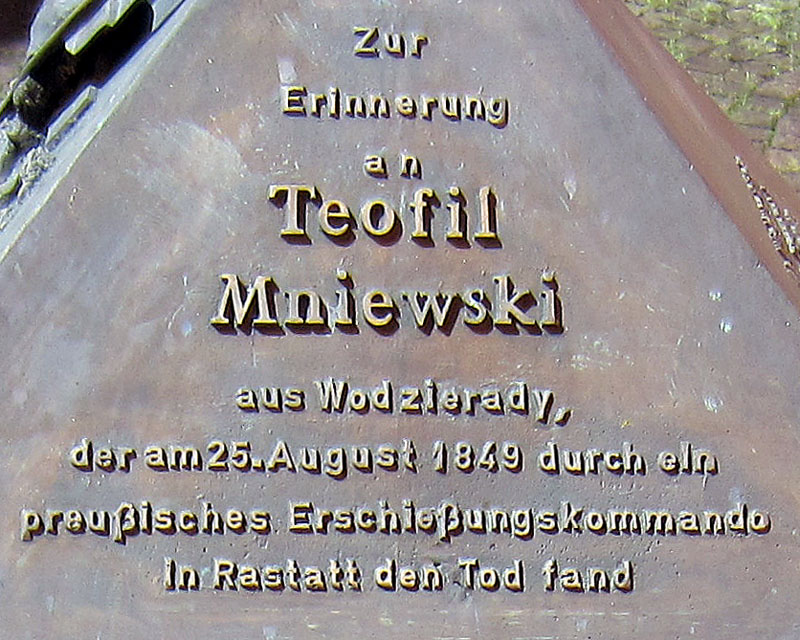 Zur
Erinnerung
an
Teofil
Mniewski
aus Wodzierady,
der am 25. August 1849 durch ein
preußisches Erschießungskommando
in Rastatt den Tod fand